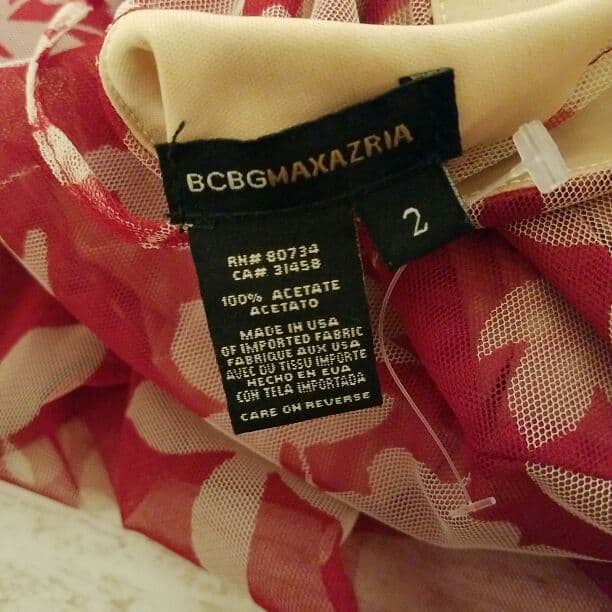 BCBGMAXAZRIA
2
RN# 80734
CA# 31458
100% ACETATE
ACETATO
MADE IN USA
OF IMPORTED FABRIC
FABRIQUE AUX USA
AVEC DU TISSU IMPORTE
HECHO EN EUA
CON TELA IMPORTADA
CARE ON REVERSE